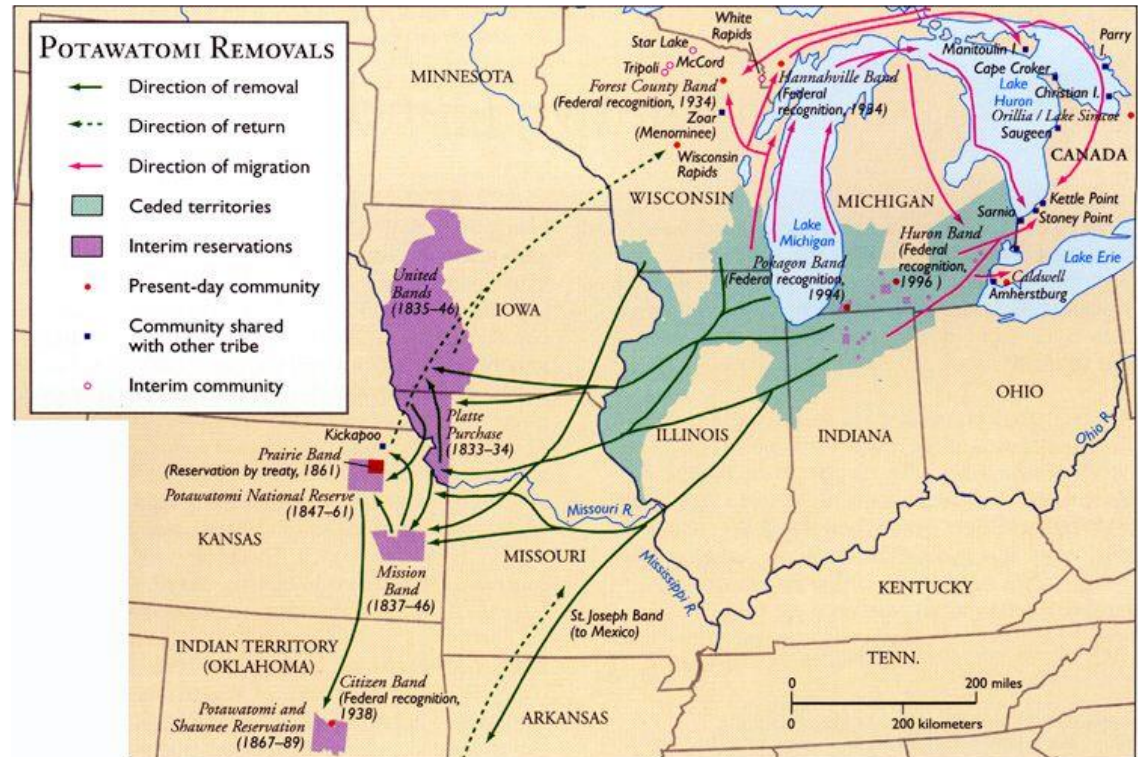 POTAWATOMI REMOVALS
Direction of removal
Direction of return
Direction of migration
Ceded territories
Interim reservations
Present-day community
Community shared
with other tribe
Interim community
MINNESOTA
White
Rapids
Star Lake
McCord
Tripoli
Forest County Band
(Federal recognition, 1934)
Zoar
(Menominee)
Wisconsin
Rapids
WISCONSIN
Hannahville Band
(Federal
recognition, 1934)
Manitoulin I.
Parry
I.
Cape Croker
Lake
Huron
Christian I.
Orillia / Lake Simcoe
Saugeen
CANADA
MICHIGAN
Lake
Michigan
Sarnia
Kettle Point
Stoney Point
Huron Band
(Federal
recognition,
1996)
Lake Erie
Caldwell
Amherstburg
Pokagon Band
(Federal recognition,
1994)
United
Bands
(1835–46)
IOWA
OHIO
Ohio R.
Platte
Purchase
(1833–34)
ILLINOIS
INDIANA
Kickapoo
Prairie Band
(Reservation by treaty, 1861)
Potawatomi National Reserve
(1847–61)
KANSAS
Missouri R.
MISSOURI
Mission
Band
(1837–46)
Mississippi R.
KENTUCKY
St. Joseph Band
(to Mexico)
INDIAN TERRITORY
(OKLAHOMA)
Citizen Band
(Federal recognition,
1938)
Potawatomi and
Shawnee Reservation
(1867–89)
ARKANSAS
TENN.
0
200 miles
0
200 kilometers